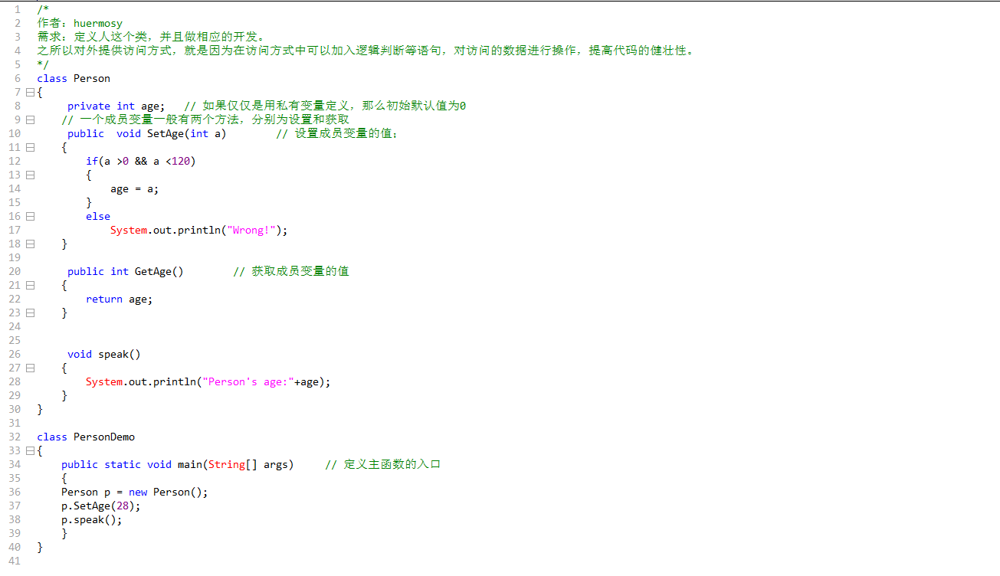 1 /*
2 作者：huermosy
3 需求：定义人这个类，并且做相应的开发。
4 之所以对外提供访问方式，就是因为在访问方式中可以加入逻辑判断等语句，对访问的数据进行操作，提高代码的健壮性。
5 */
6 class Person
7 {
8 private int age; // 如果仅仅是用私有变量定义，那么初始默认值为0
9 // 一个成员变量一般有两个方法，分别为设置和获取
10 public  void SetAge(int a) // 设置成员变量的值；
11 {
12 if(a >0 && a <120)
13 {
14 age = a;
15 }
16 else
17 System.out.println("Wrong!");
18 }
19
20 public int GetAge() // 获取成员变量的值
21 {
22 return age;
23 }
24
25
26 void speak()
27 {
28 System.out.println("Person's age:"+age);
29 }
30 }
31
32 class PersonDemo
33 {
34 public static void main(String[] args) // 定义主函数的入口
35 {
36 Person p = new Person();
37 p.SetAge(28);
38 p.speak();
39 }
40 }
41